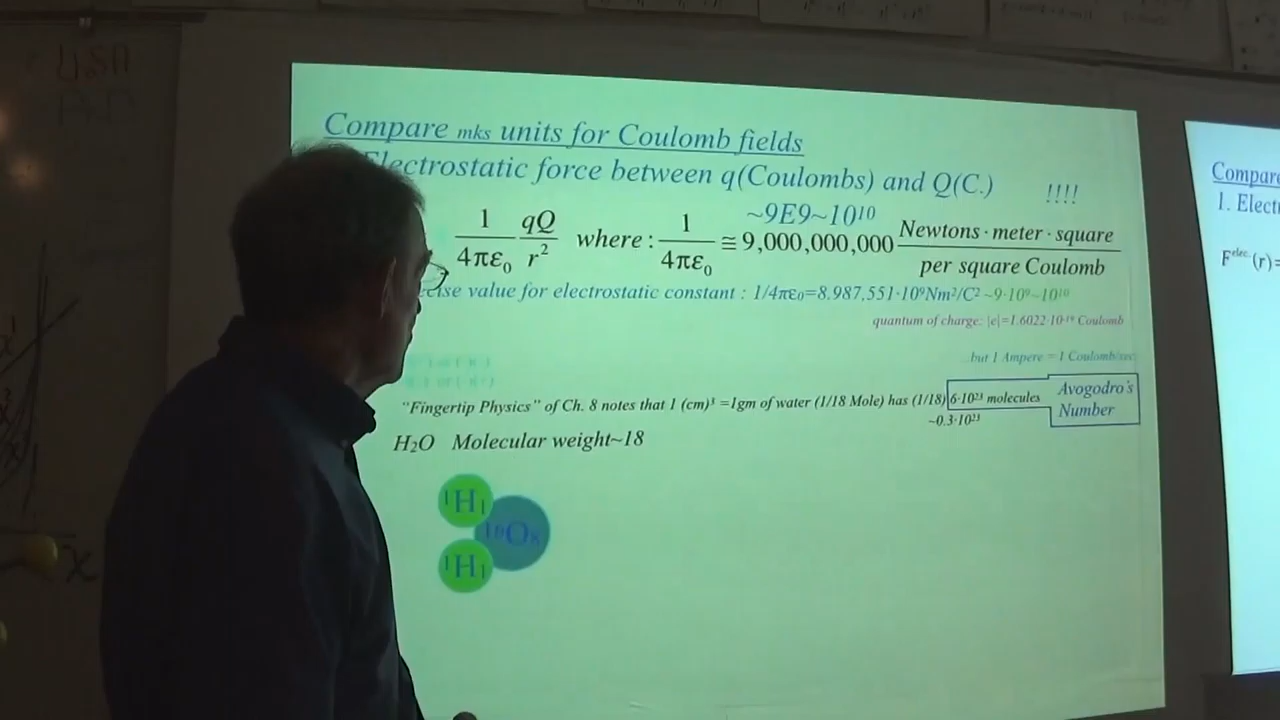 Compare mks units for Coulomb fields
Electrostatic force between q(Coulombs) and Q(C.) !!!!
~9E9~10¹⁰
1/4πε₀ qQ/r² where : 1/4πε₀ ≅ 9,000,000,000 Newtons · meter · square / per square Coulomb
value for electrostatic constant : 1/4πε₀=8.987,551·10⁹Nm²/C² ~9·10⁹~10¹⁰
quantum of charge: |e|=1.6022·10⁻¹⁹ Coulomb
...but 1 Ampere = 1 Coulomb/sec
"Fingertip Physics" of Ch. 8 notes that 1 (cm)³ =1gm of water (1/18 Mole) has (1/18) 6·10²³ molecules
~0.3·10²³
Avogodro's
Number
H₂O Molecular weight~18
¹H₁
¹H₁
Compare
1. Elect
Fᵉˡᵉᶜ·(r)=